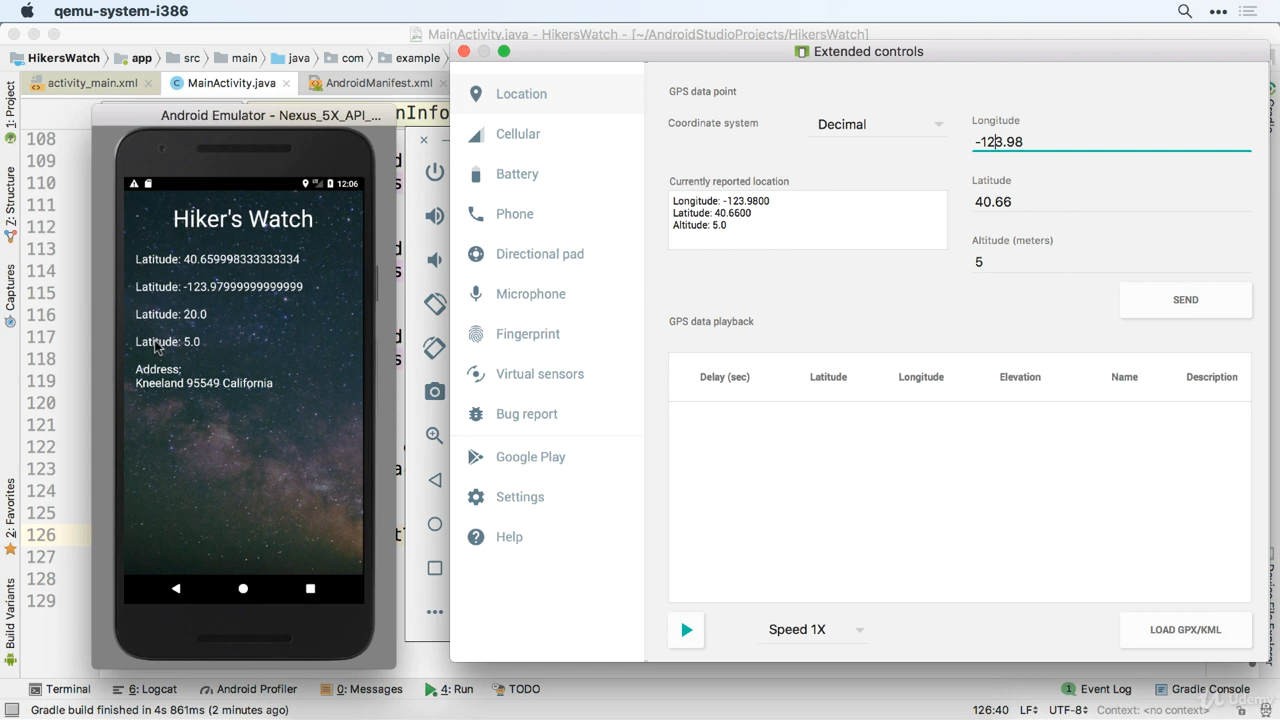 qemu-system-i386
MainActivity.java - HikersWatch - [~/AndroidStudioProjects/HikersWatch]
HikersWatch
app
src
main
java
com
example
activity_main.xml
MainActivity.java
AndroidManifest.xml
1: Project
Z: Structure
Captures
2: Favorites
Build Variants
108
109
110
111
112
113
114
115
116
117
118
119
120
121
122
123
124
125
126
127
128
129
Android Emulator - Nexus_5X_API_...
12:06
Hiker's Watch
Latitude: 40.659998333333334
Latitude: -123.97999999999999
Latitude: 20.0
Latitude: 5.0
Address;
Kneeland 95549 California
Extended controls
Location
Cellular
Battery
Phone
Directional pad
Microphone
Fingerprint
Virtual sensors
Bug report
Google Play
Settings
Help
GPS data point
Coordinate system
Decimal
Longitude
-123.98
Latitude
40.66
Altitude (meters)
5
Currently reported location
Longitude: -123.9800
Latitude: 40.6600
Altitude: 5.0
SEND
GPS data playback
Delay (sec) Latitude Longitude Elevation Name Description
Speed 1X
LOAD GPX/KML
Terminal
6: Logcat
Android Profiler
0: Messages
4: Run
TODO
1 Event Log
Gradle Console
Gradle build finished in 4s 861ms (2 minutes ago)
126:40 LF÷ UTF-8÷ Context: <no context>
Udemy